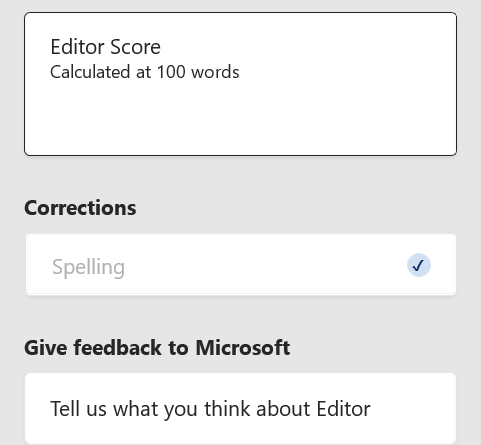 Editor Score
Calculated at 100 words
Corrections
Spelling
Give feedback to Microsoft
Tell us what you think about Editor